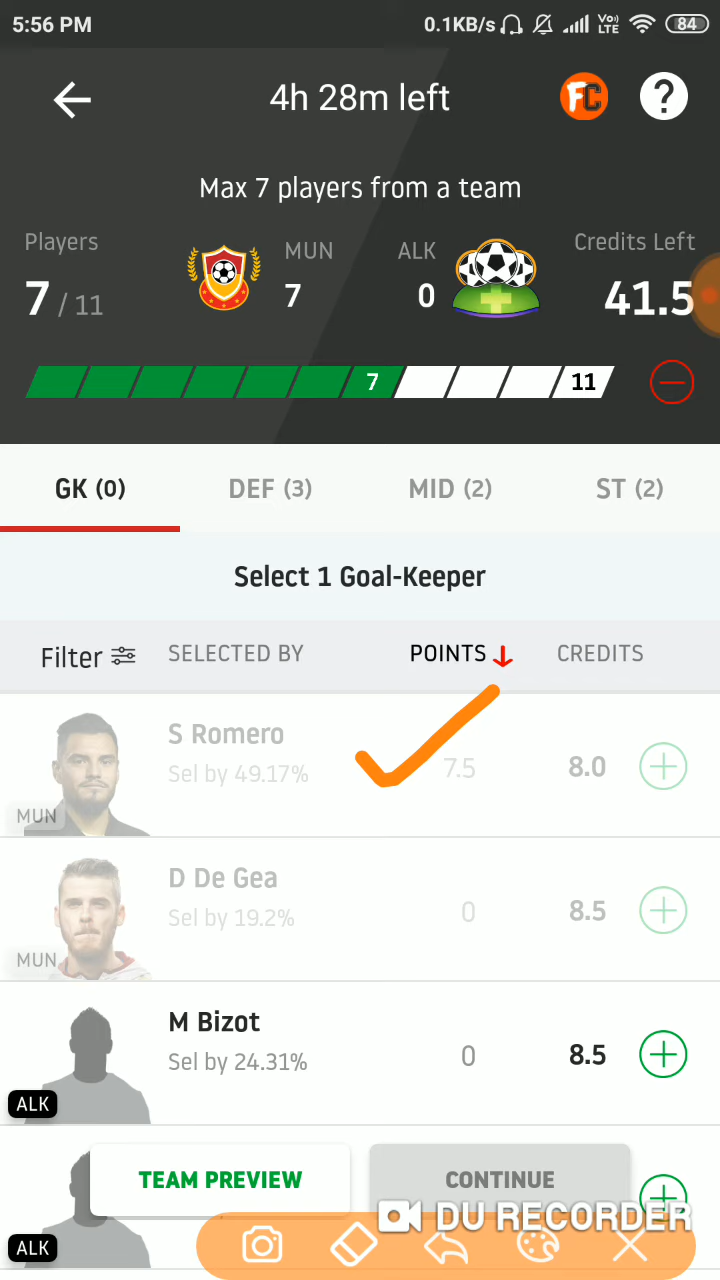 5:56 PM 0.1KB/s Vo) LTE 84
4h 28m left FC ?
Max 7 players from a team
Players MUN ALK Credits Left
7 / 11 7 0 41.5
7 11
GK (0) DEF (3) MID (2) ST (2)
Select 1 Goal-Keeper
Filter SELECTED BY POINTS CREDITS
S Romero
Sel by 49.17% 7.5 8.0
MUN
D De Gea
Sel by 19.2% 0 8.5
MUN
M Bizot
Sel by 24.31% 0 8.5
ALK
TEAM PREVIEW CONTINUE
DU RECORDER
ALK